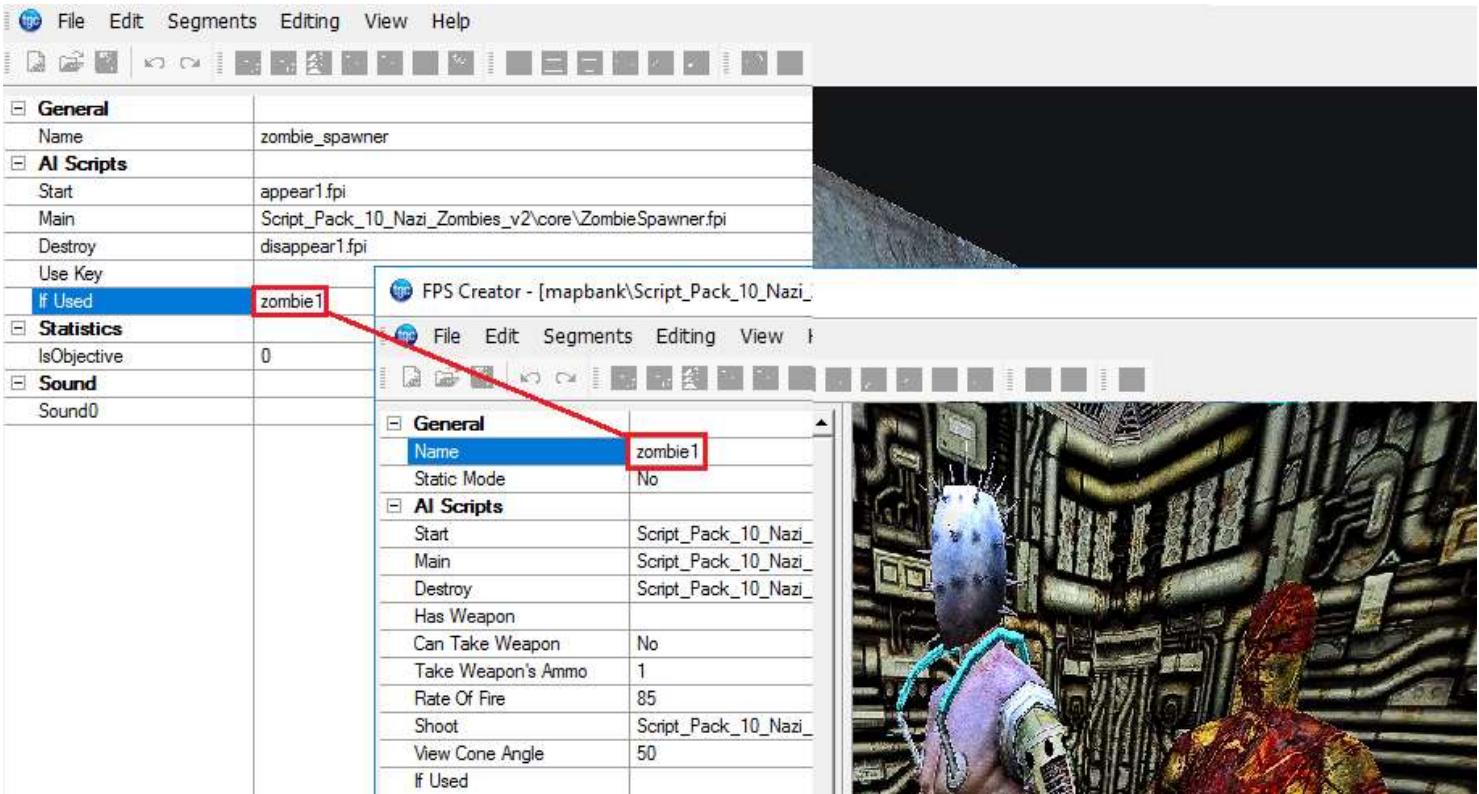 File Edit Segments Editing View Help
General
Name zombie_spawner
AI Scripts
Start appear1.fpi
Main Script_Pack_10_Nazi_Zombies_v2\core\ZombieSpawner.fpi
Destroy disappear1.fpi
Use Key
If Used zombie1
Statistics
IsObjective 0
Sound
Sound0
FPS Creator - [mapbank\Script_Pack_10_Nazi_
File Edit Segments Editing View
General
Name zombie1
Static Mode No
AI Scripts
Start Script_Pack_10_Nazi_
Main Script_Pack_10_Nazi_
Destroy Script_Pack_10_Nazi_
Has Weapon
Can Take Weapon No
Take Weapon's Ammo 1
Rate Of Fire 85
Shoot Script_Pack_10_Nazi_
View Cone Angle 50
If Used